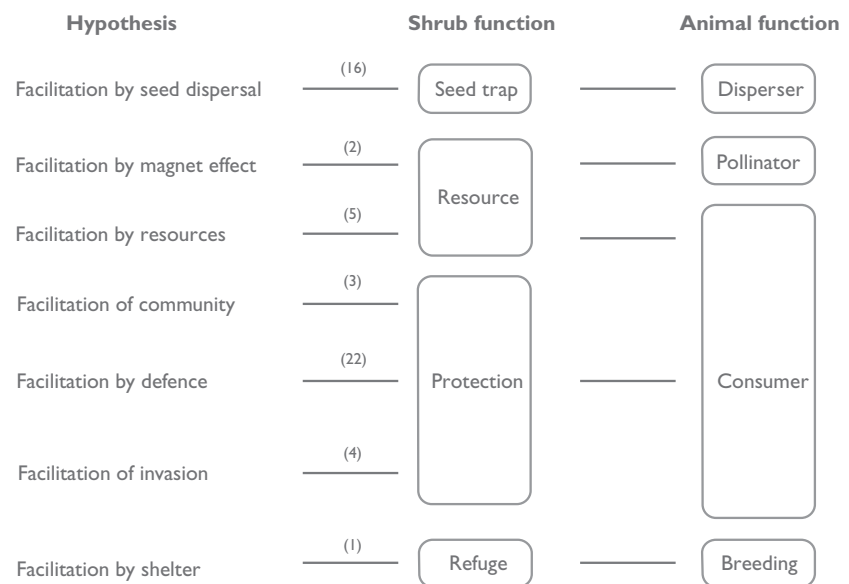 Hypothesis Shrub function Animal function
(16)
Facilitation by seed dispersal Seed trap Disperser
(2)
Facilitation by magnet effect Pollinator
Resource
(5)
Facilitation by resources
(3)
Facilitation of community
(22)
Facilitation by defence Protection Consumer
(4)
Facilitation of invasion
(1)
Facilitation by shelter Refuge Breeding